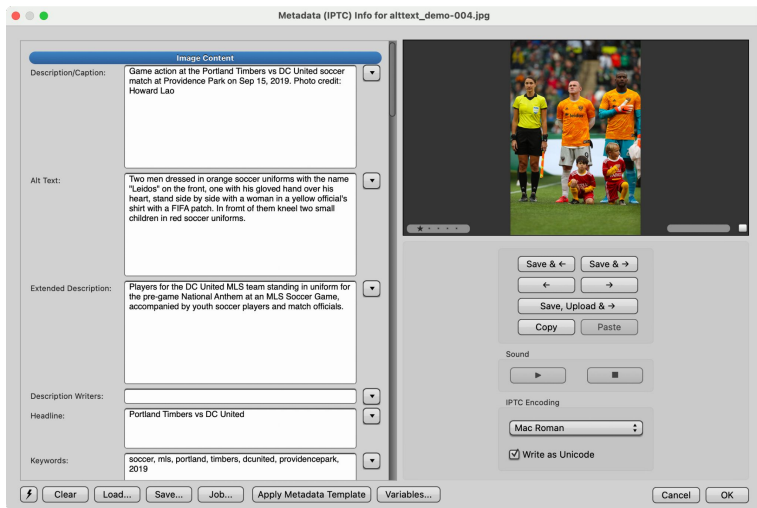 Metadata (IPTC) Info for alttext_demo-004.jpg
Image Content
Description/Caption:
Game action at the Portland Timbers vs DC United soccer
match at Providence Park on Sep 15, 2019. Photo credit:
Howard Lao
Alt Text:
Two men dressed in orange soccer uniforms with the name
"Leidos" on the front, one with his gloved hand over his
heart, stand side by side with a woman in a yellow official's
shirt with a FIFA patch. In fromt of them kneel two small
children in red soccer uniforms.
Extended Description:
Players for the DC United MLS team standing in uniform for
the pre-game National Anthem at an MLS Soccer Game,
accompanied by youth soccer players and match officials.
Description Writers:
Headline:
Portland Timbers vs DC United
Keywords:
soccer, mls, portland, timbers, dcunited, providencepark,
2019
Save & ←
Save & →
←
→
Save, Upload & →
Copy
Paste
Sound
IPTC Encoding
Mac Roman
Write as Unicode
Clear
Load...
Save...
Job...
Apply Metadata Template
Variables...
Cancel
OK